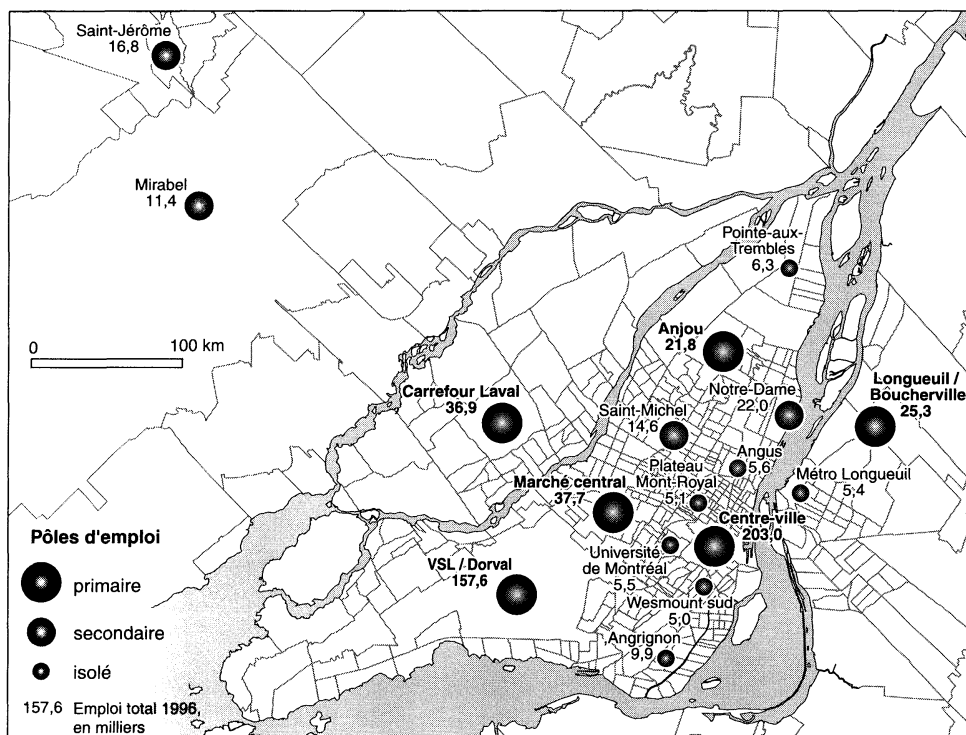 Saint-Jérôme
16,8
Mirabel
11,4
Pointe-aux-
Trembles
6,3
0 100 km
Anjou
21,8
Carrefour Laval
36,9
Notre-Dame
22,0
Longueuil /
Boucherville
25,3
Saint-Michel
14,6
Angus
5,6
Plateau
Mont-Royal
5,1
Métro Longueuil
5,4
Marché central
37,7
Centre-ville
203,0
Pôles d'emploi
primaire
secondaire
isolé
157,6 Emploi total 1996,
en milliers
VSL / Dorval
157,6
Université
de Montréal
5,5
Wesmount sud
5,0
Angrignon
9,9